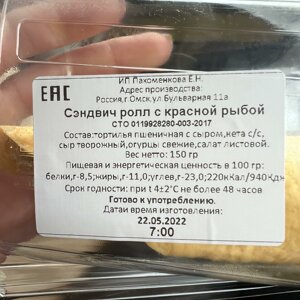 ИП Пахоменкова Е.Н.
Адрес производства:
Россия,г.Омск,ул.Бульварная 11а
ЕАС
Сэндвич ролл с красной рыбой
СТО 0119928280-003-2017
Состав:тортилья пшеничная с сыром,кета с/с,
сыр творожный,огурцы свежие,салат листовой.
Вес нетто: 150 гр
Пищевая и энергетическая ценность в 100 гр:
белки,г-8,5;жиры,г-11,0;углев,г-23,0;220кКал/940Кдж
Срок годности: при t 4±2°С не более 48 часов
Готово к употреблению.
Датаи время изготовления:
22.05.2022
7:00